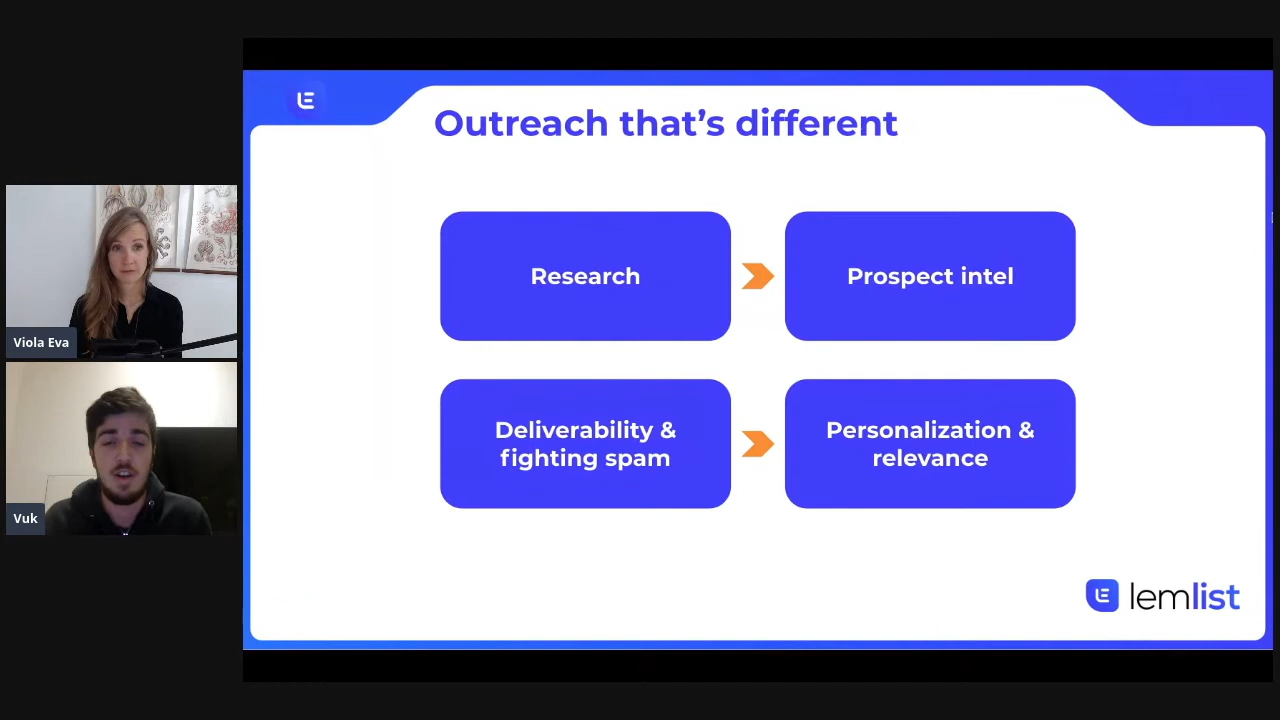 Outreach that’s different
Research
Prospect intel
Deliverability &
fighting spam
Personalization &
relevance
lemlist
Viola Eva
Vuk